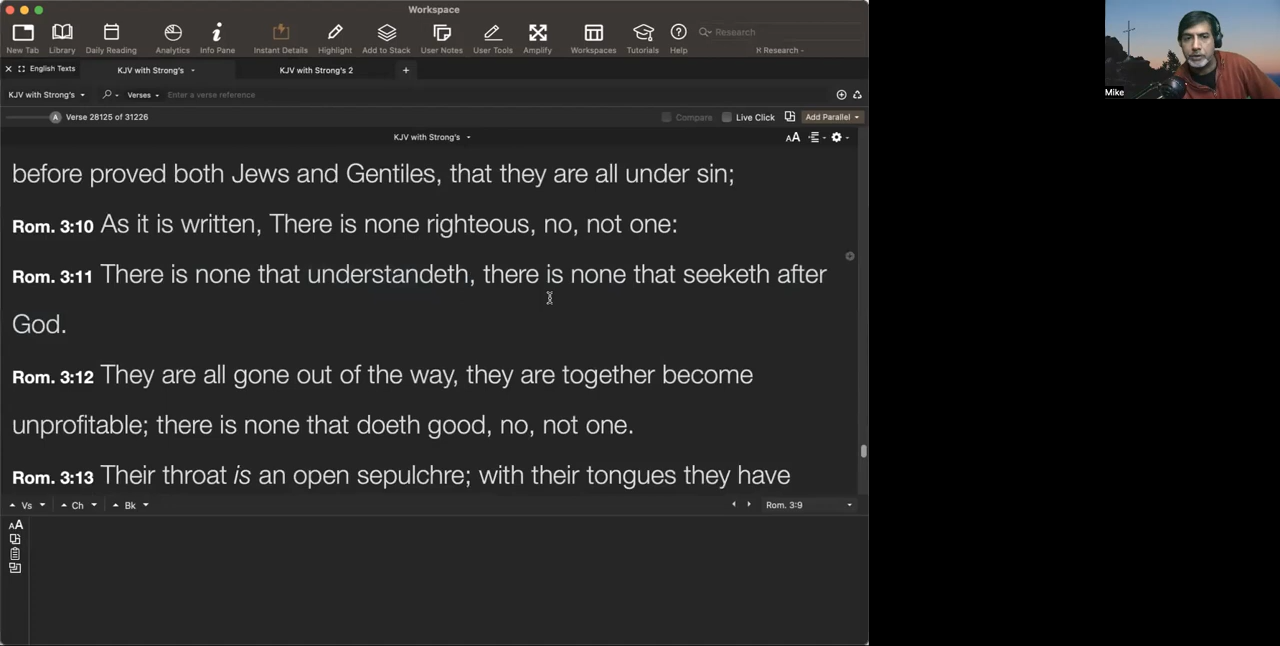 Workspace
New Tab Library Daily Reading Analytics Info Pane Instant Details Highlight Add to Stack User Notes User Tools Amplify Workspaces Tutorials Help Research
K Research
English Texts KJV with Strong's KJV with Strong's 2 +
KJV with Strong's Verses Enter a verse reference
A Verse 28125 of 31226 Compare Live Click Add Parallel
KJV with Strong's AA
before proved both Jews and Gentiles, that they are all under sin;
Rom. 3:10 As it is written, There is none righteous, no, not one:
Rom. 3:11 There is none that understandeth, there is none that seeketh after
God.
Rom. 3:12 They are all gone out of the way, they are together become
unprofitable; there is none that doeth good, no, not one.
Rom. 3:13 Their throat is an open sepulchre; with their tongues they have
Vs Ch Bk Rom. 3:9
AA
Mike